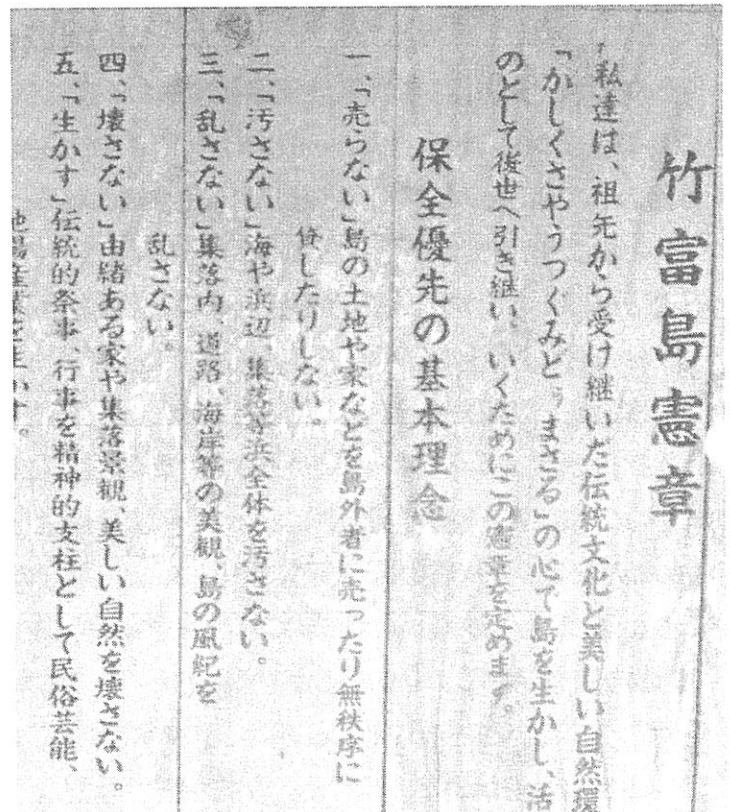 竹富島憲章
私達は、祖先から受け継いだ伝統文化と美しい自然環
「かしくさやうつぐみどぅまさる」の心で島を生かし、活
のとして後世へ引き継いでいくためにこの憲章を定めます。
保全優先の基本理念
一、「売らない」島の土地や家などを島外者に売ったり無秩序に
したりしない。
二、「汚さない」海や浜辺、集落等島全体を汚さない。
三、「乱さない」集落内、道路、海岸等の美観、島の風紀を
乱さない。
四、「壊さない」由緒ある家や集落景観、美しい自然を壊さない。
五、「生かす」伝統的祭事、行事を精神的支柱として民俗芸能、
地場産業を生かす。